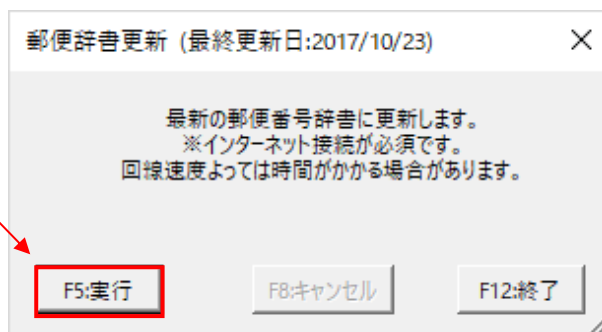 郵便辞書更新 (最終更新日:2017/10/23)
最新の郵便番号辞書に更新します。
※インターネット接続が必須です。
回線速度よっては時間がかかる場合があります。
F5:実行 F8:キャンセル F12:終了